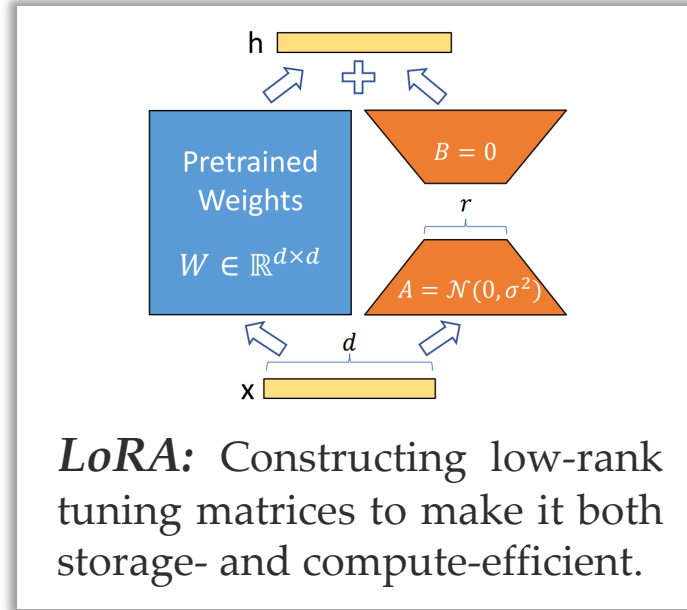 h
Pretrained
Weights
W ∈ ℝ^{d×d}
B = 0
r
A = 𝒩(0, σ²)
d
x
LoRA: Constructing low-rank
tuning matrices to make it both
storage- and compute-efficient.